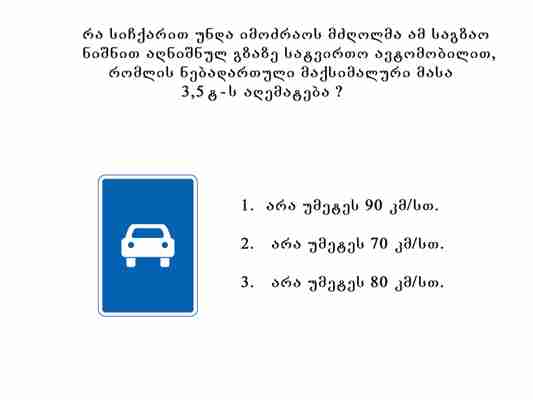 რა სიჩქარით უნდა იმოძრაოს მძღოლმა ამ საგზაო
ნიშნით აღნიშნულ გზაზე სატვირთო ავტომობილით,
რომლის ნებადართული მაქსიმალური მასა
3,5 ტ - ს აღემატება ?
1. არა უმეტეს 90 კმ/სთ.
2. არა უმეტეს 70 კმ/სთ.
3. არა უმეტეს 80 კმ/სთ.